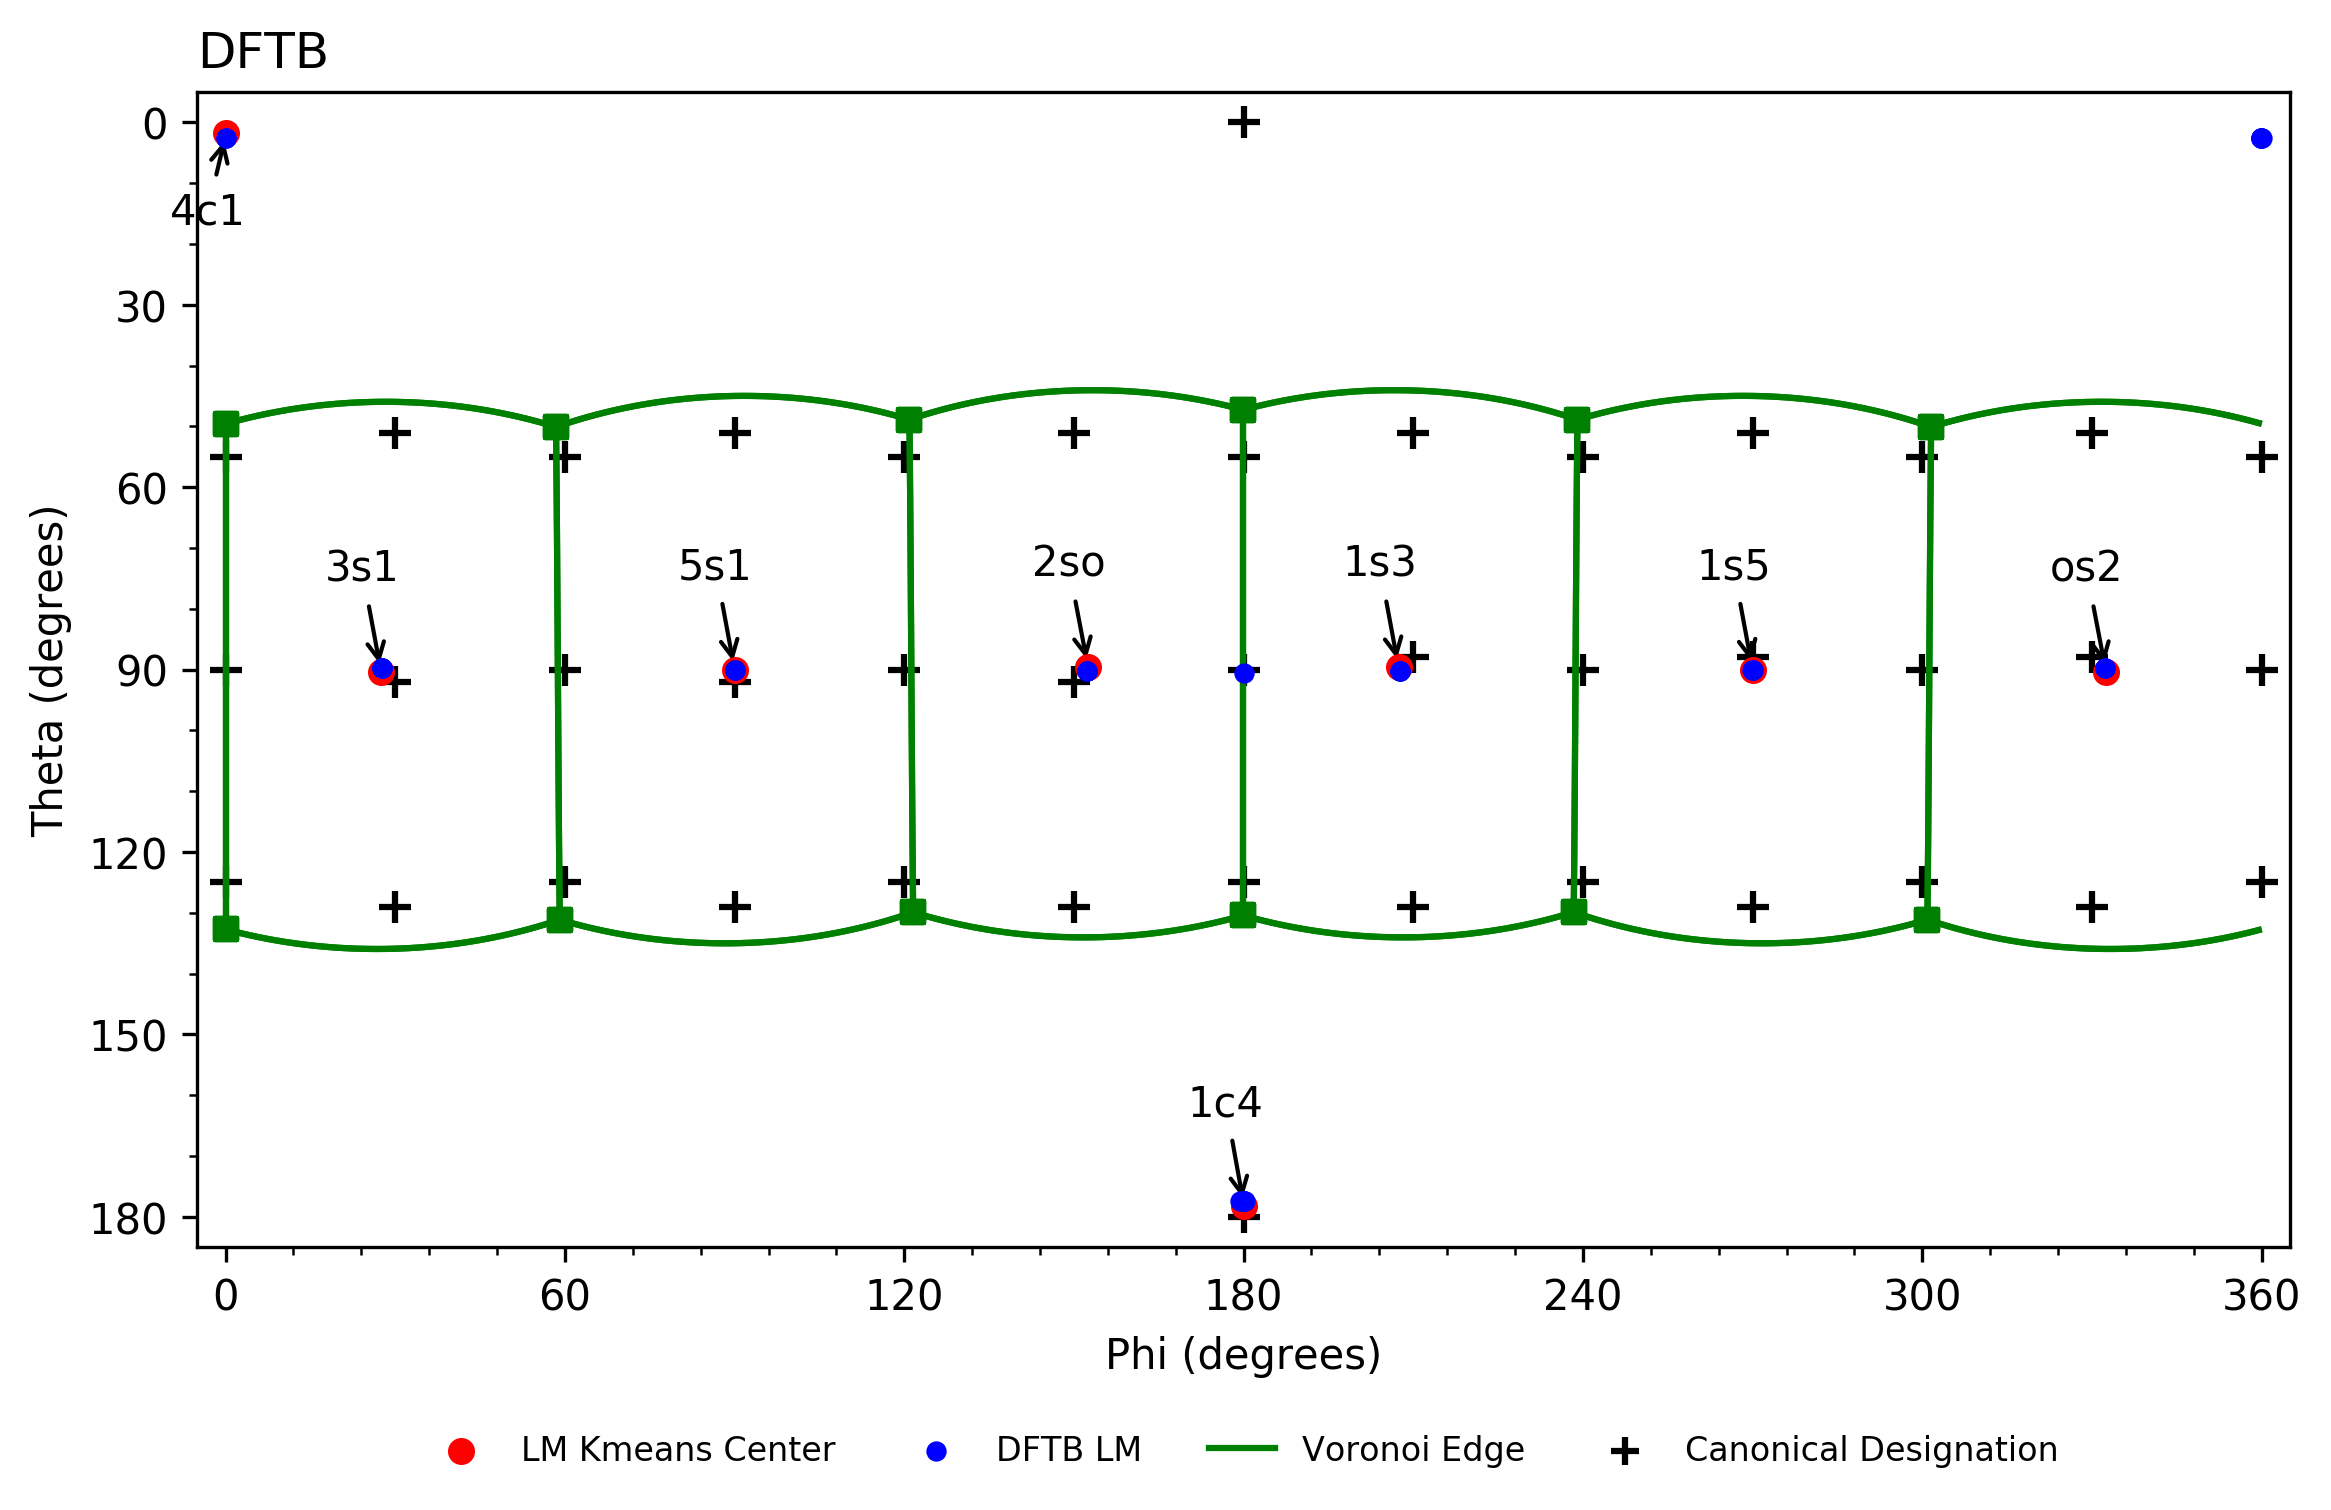 DFTB
0
30
60
90
120
150
180
Theta (degrees)
4c1
3s1
5s1
2so
1s3
1s5
os2
1c4
0 60 120 180 240 300 360
Phi (degrees)
LM Kmeans Center DFTB LM Voronoi Edge Canonical Designation